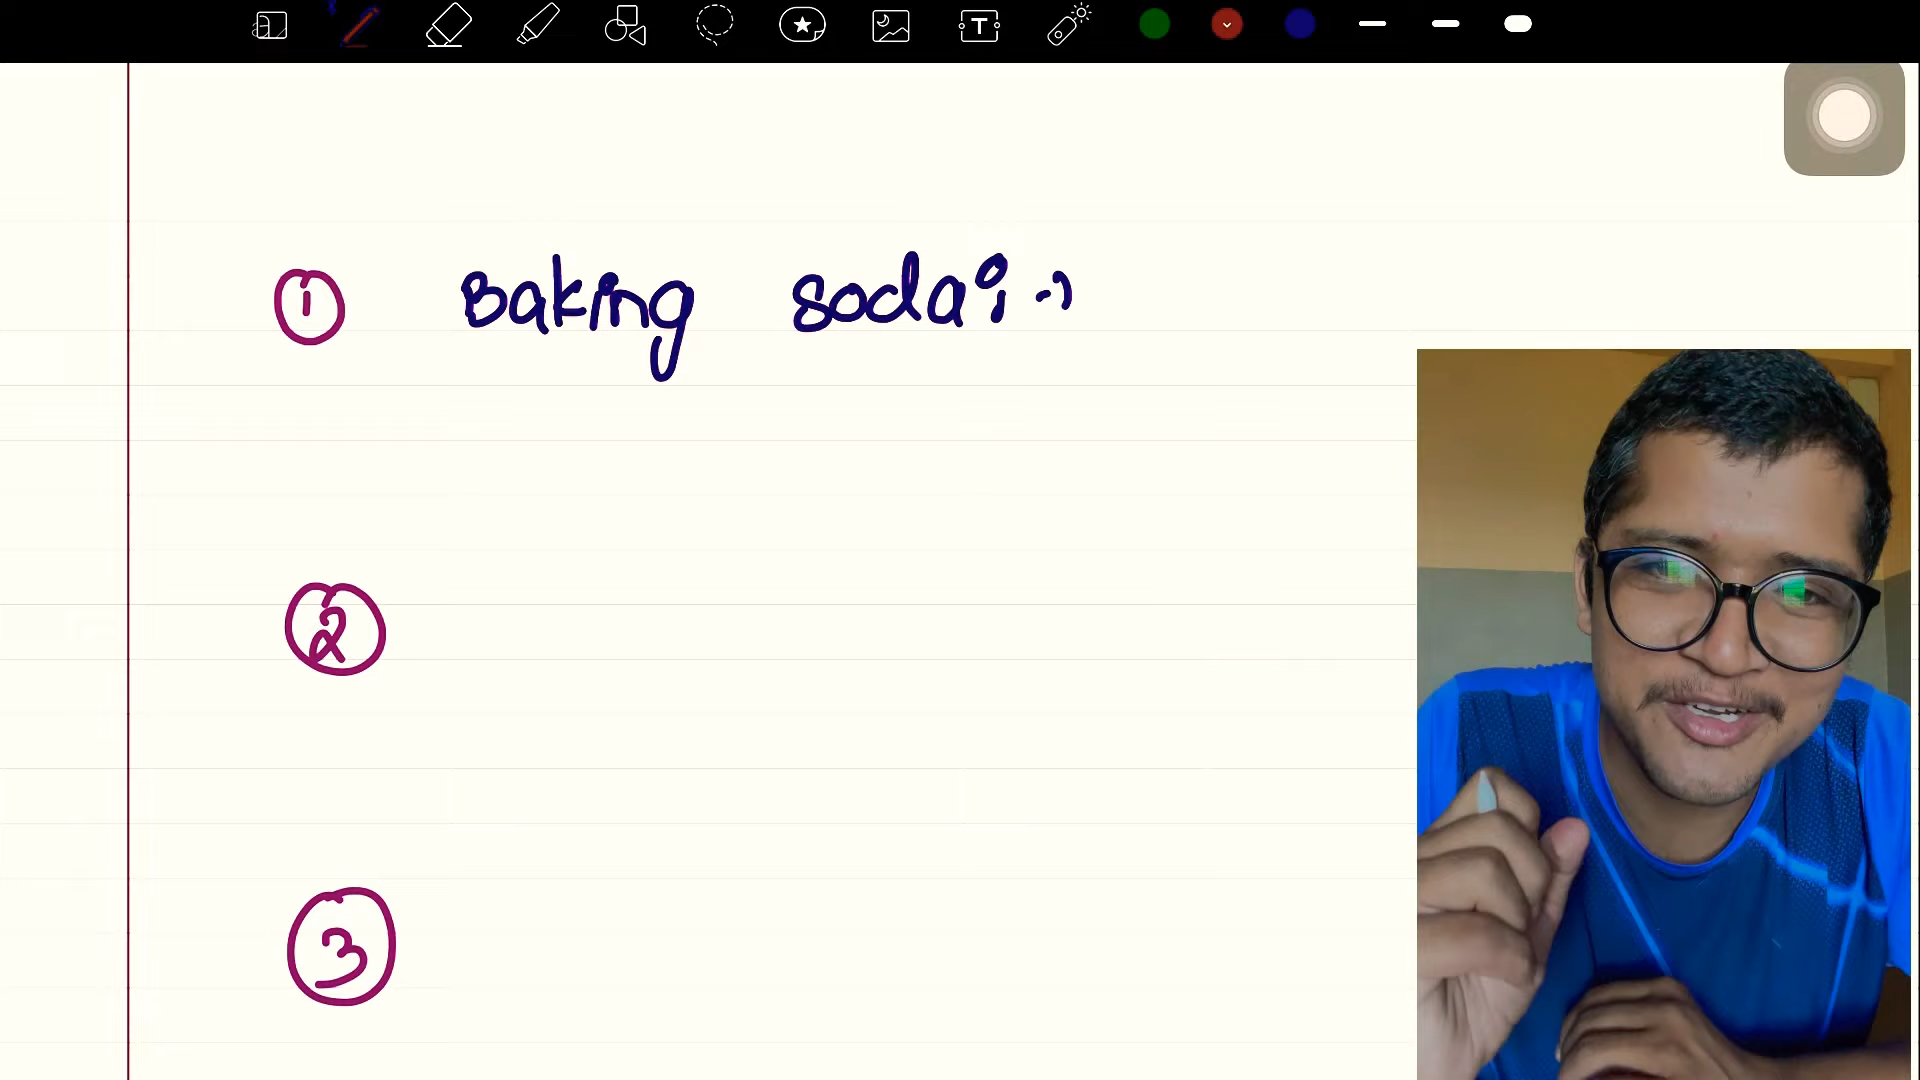 ① Baking soda :-)
②
③
T